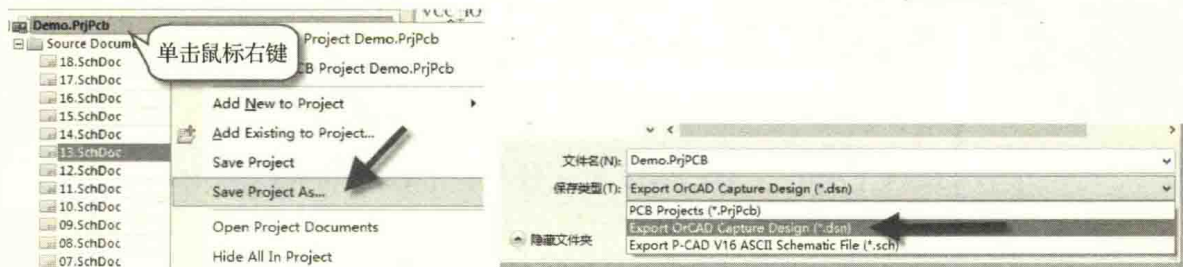 VCC IO
Demo.PrjPcb
单击鼠标右键
Source Docume
18.SchDoc
17.SchDoc
16.SchDoc
15.SchDoc
14.SchDoc
13.SchDoc
12.SchDoc
11.SchDoc
10.SchDoc
09.SchDoc
08.SchDoc
07.SchDoc
Project Demo.PrjPcb
CB Project Demo.PrjPcb
Add New to Project
Add Existing to Project...
Save Project
Save Project As...
Open Project Documents
Hide All In Project
文件名(N): Demo.PrjPCB
保存类型(T): Export OrCAD Capture Design (*.dsn)
PCB Projects (*.PrjPcb)
Export OrCAD Capture Design (*.dsn)
Export P-CAD V16 ASCII Schematic File (*.sch)
隐藏文件夹